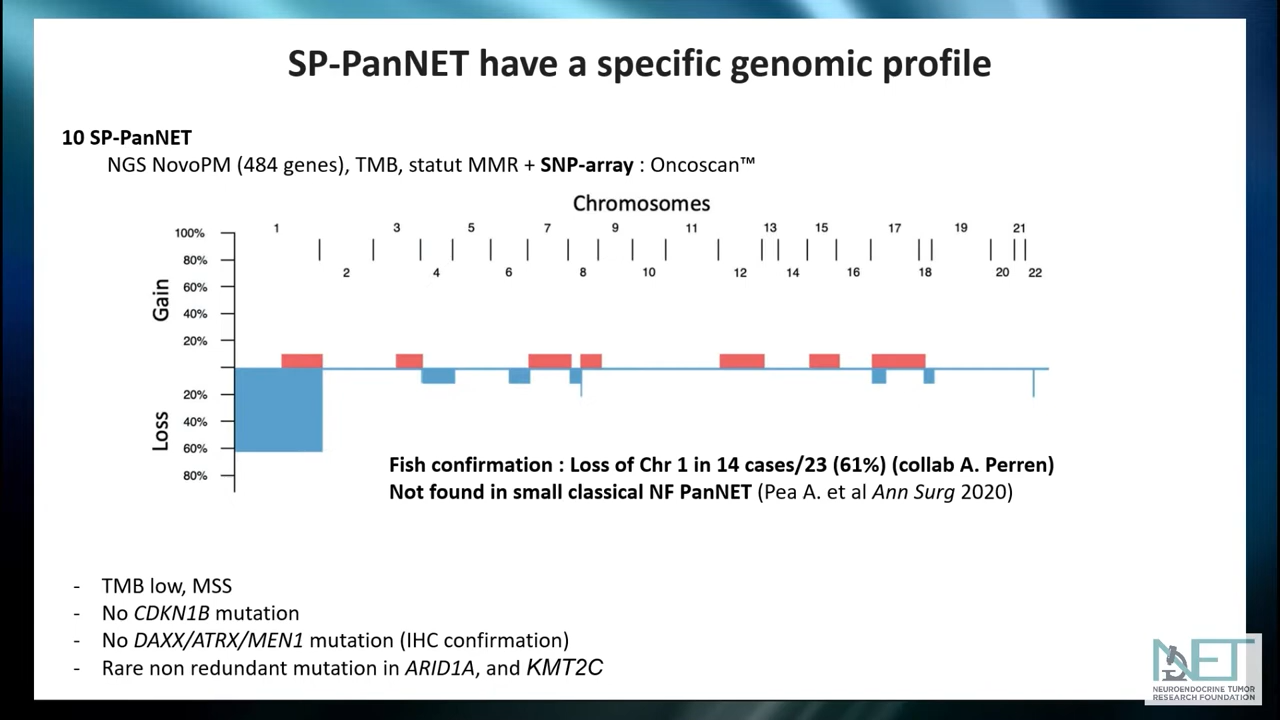 SP-PanNET have a specific genomic profile
10 SP-PanNET
NGS NovoPM (484 genes), TMB, statut MMR + SNP-array : Oncoscan™
Chromosomes
1 3 5 7 9 11 13 15 17 19 21
2 4 6 8 10 12 14 16 18 20 22
Gain
100%
80%
60%
40%
20%
Loss
20%
40%
60%
80%
Fish confirmation : Loss of Chr 1 in 14 cases/23 (61%) (collab A. Perren)
Not found in small classical NF PanNET (Pea A. et al Ann Surg 2020)
- TMB low, MSS
- No CDKN1B mutation
- No DAXX/ATRX/MEN1 mutation (IHC confirmation)
- Rare non redundant mutation in ARID1A, and KMT2C
NET
NEUROENDOCRINE TUMOR
RESEARCH FOUNDATION